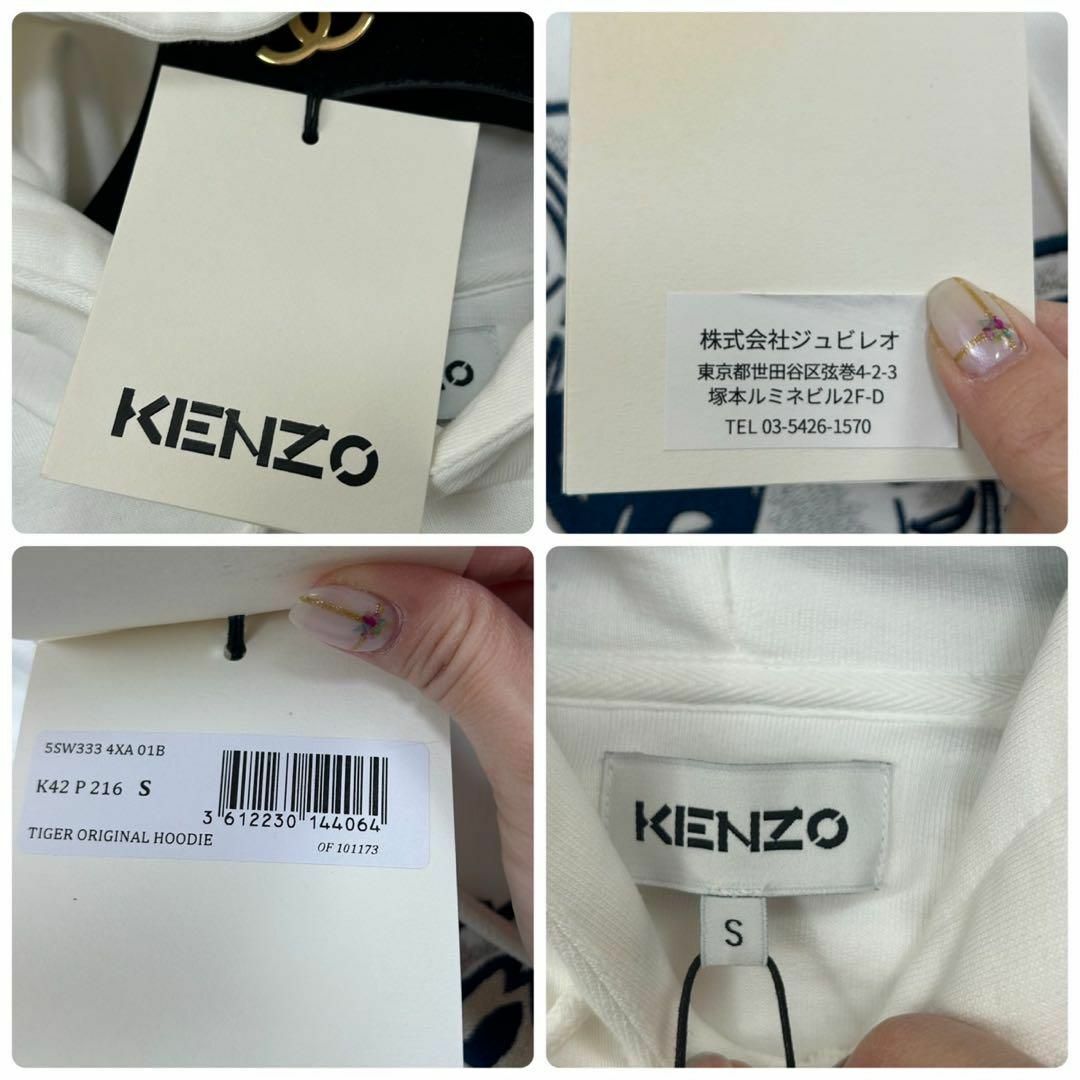 KENZO
株式会社ジュビレオ
東京都世田谷区弦巻4-2-3
塚本ルミネビル2F-D
TEL 03-5426-1570
5SW333 4XA 01B
K42 P 216 S
3 612230 144064
TIGER ORIGINAL HOODIE
OF 101173
KENZO
S